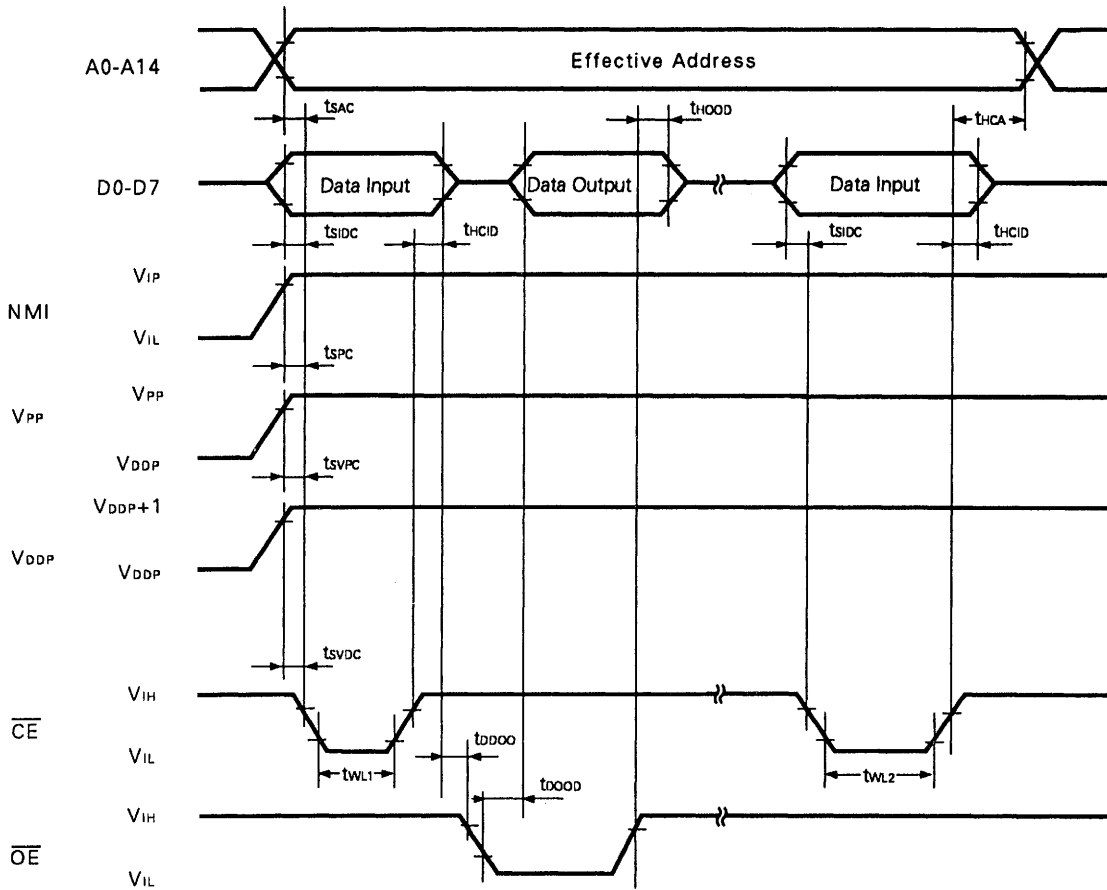 A0-A14
Effective Address
tSAC
tHOOD
tHCA
D0-D7
Data Input
Data Output
Data Input
tSIDC
tHCID
tSIDC
tHCID
NMI
VIP
VIL
tSPC
VPP
VPP
VDDP
tSVPC
VDDP+1
VDDP
VDDP
tSVDC
CE
VIH
VIL
tWL1
tWL2
tDDOO
tDOOD
OE
VIH
VIL